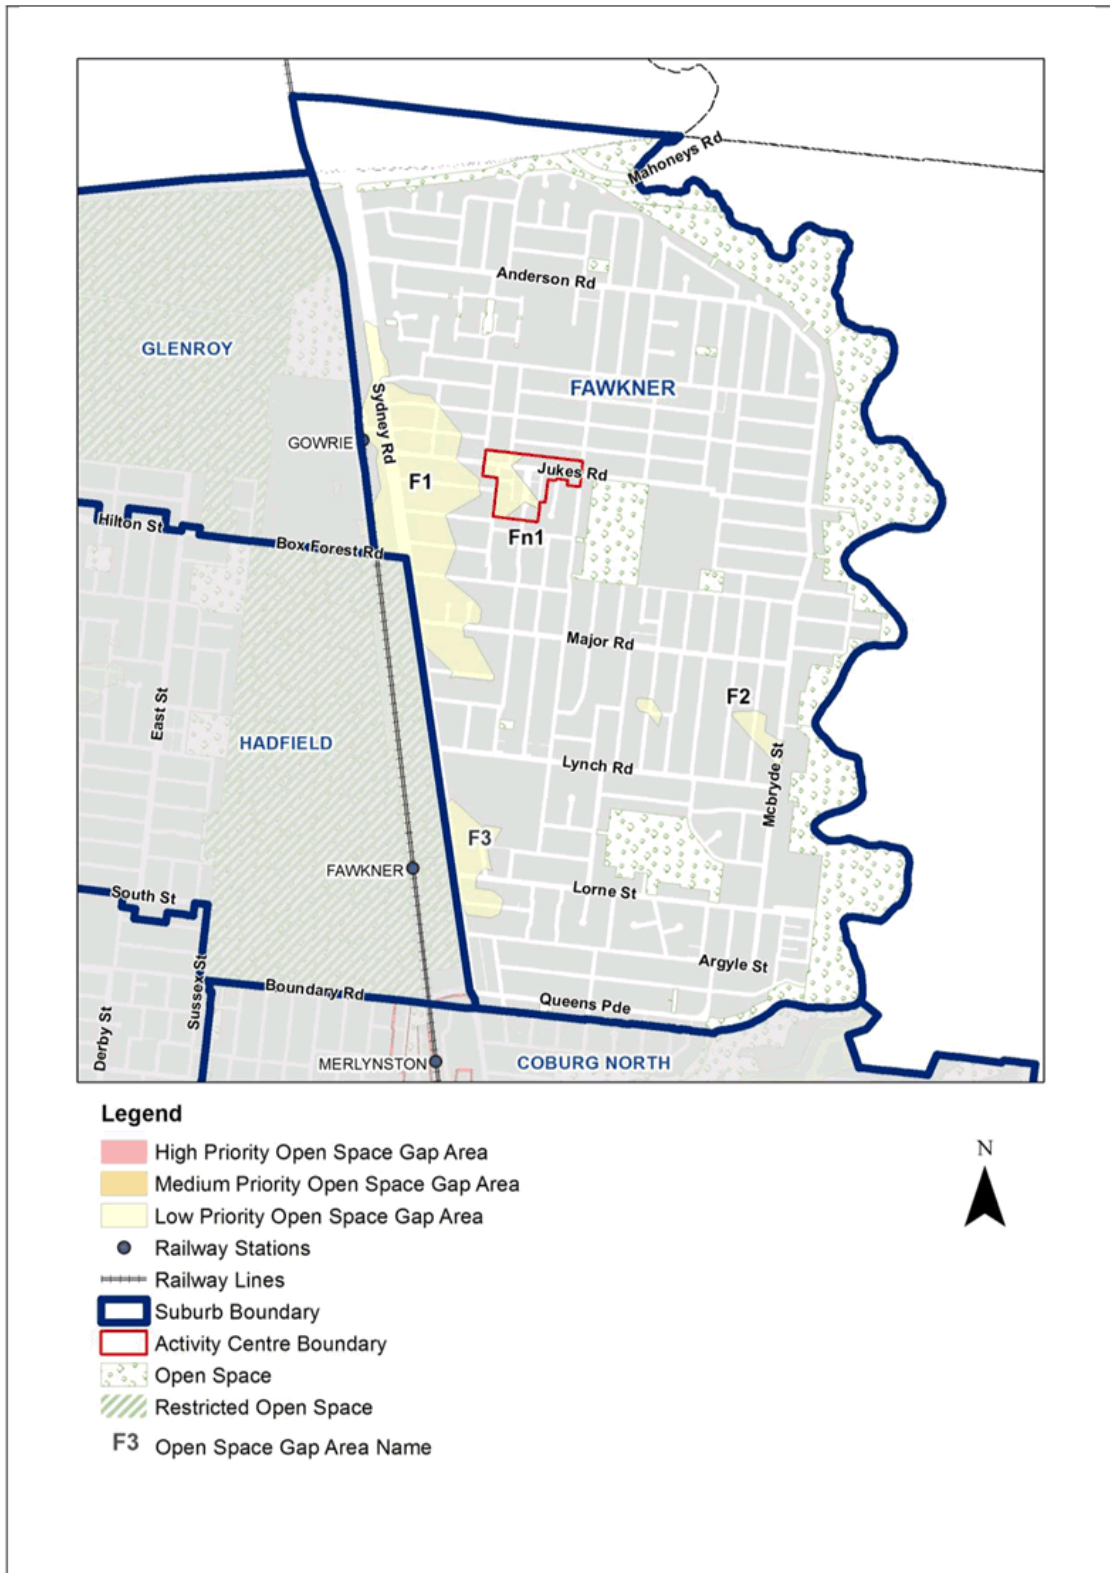 Mahoneys Rd
Anderson Rd
GLENROY
FAWKNER
Sydney Rd
GOWRIE
Jukes Rd
F1
Hilton St
Fn1
Box Forest Rd
Major Rd
East St
F2
HADFIELD
Lynch Rd
Mcbryde St
F3
FAWKNER
Lorne St
South St
Argyle St
Sussex St
Boundary Rd
Queens Pde
Derby St
MERLYNSTON
COBURG NORTH
Legend
High Priority Open Space Gap Area
Medium Priority Open Space Gap Area
Low Priority Open Space Gap Area
Railway Stations
Railway Lines
Suburb Boundary
Activity Centre Boundary
Open Space
Restricted Open Space
F3 Open Space Gap Area Name
N